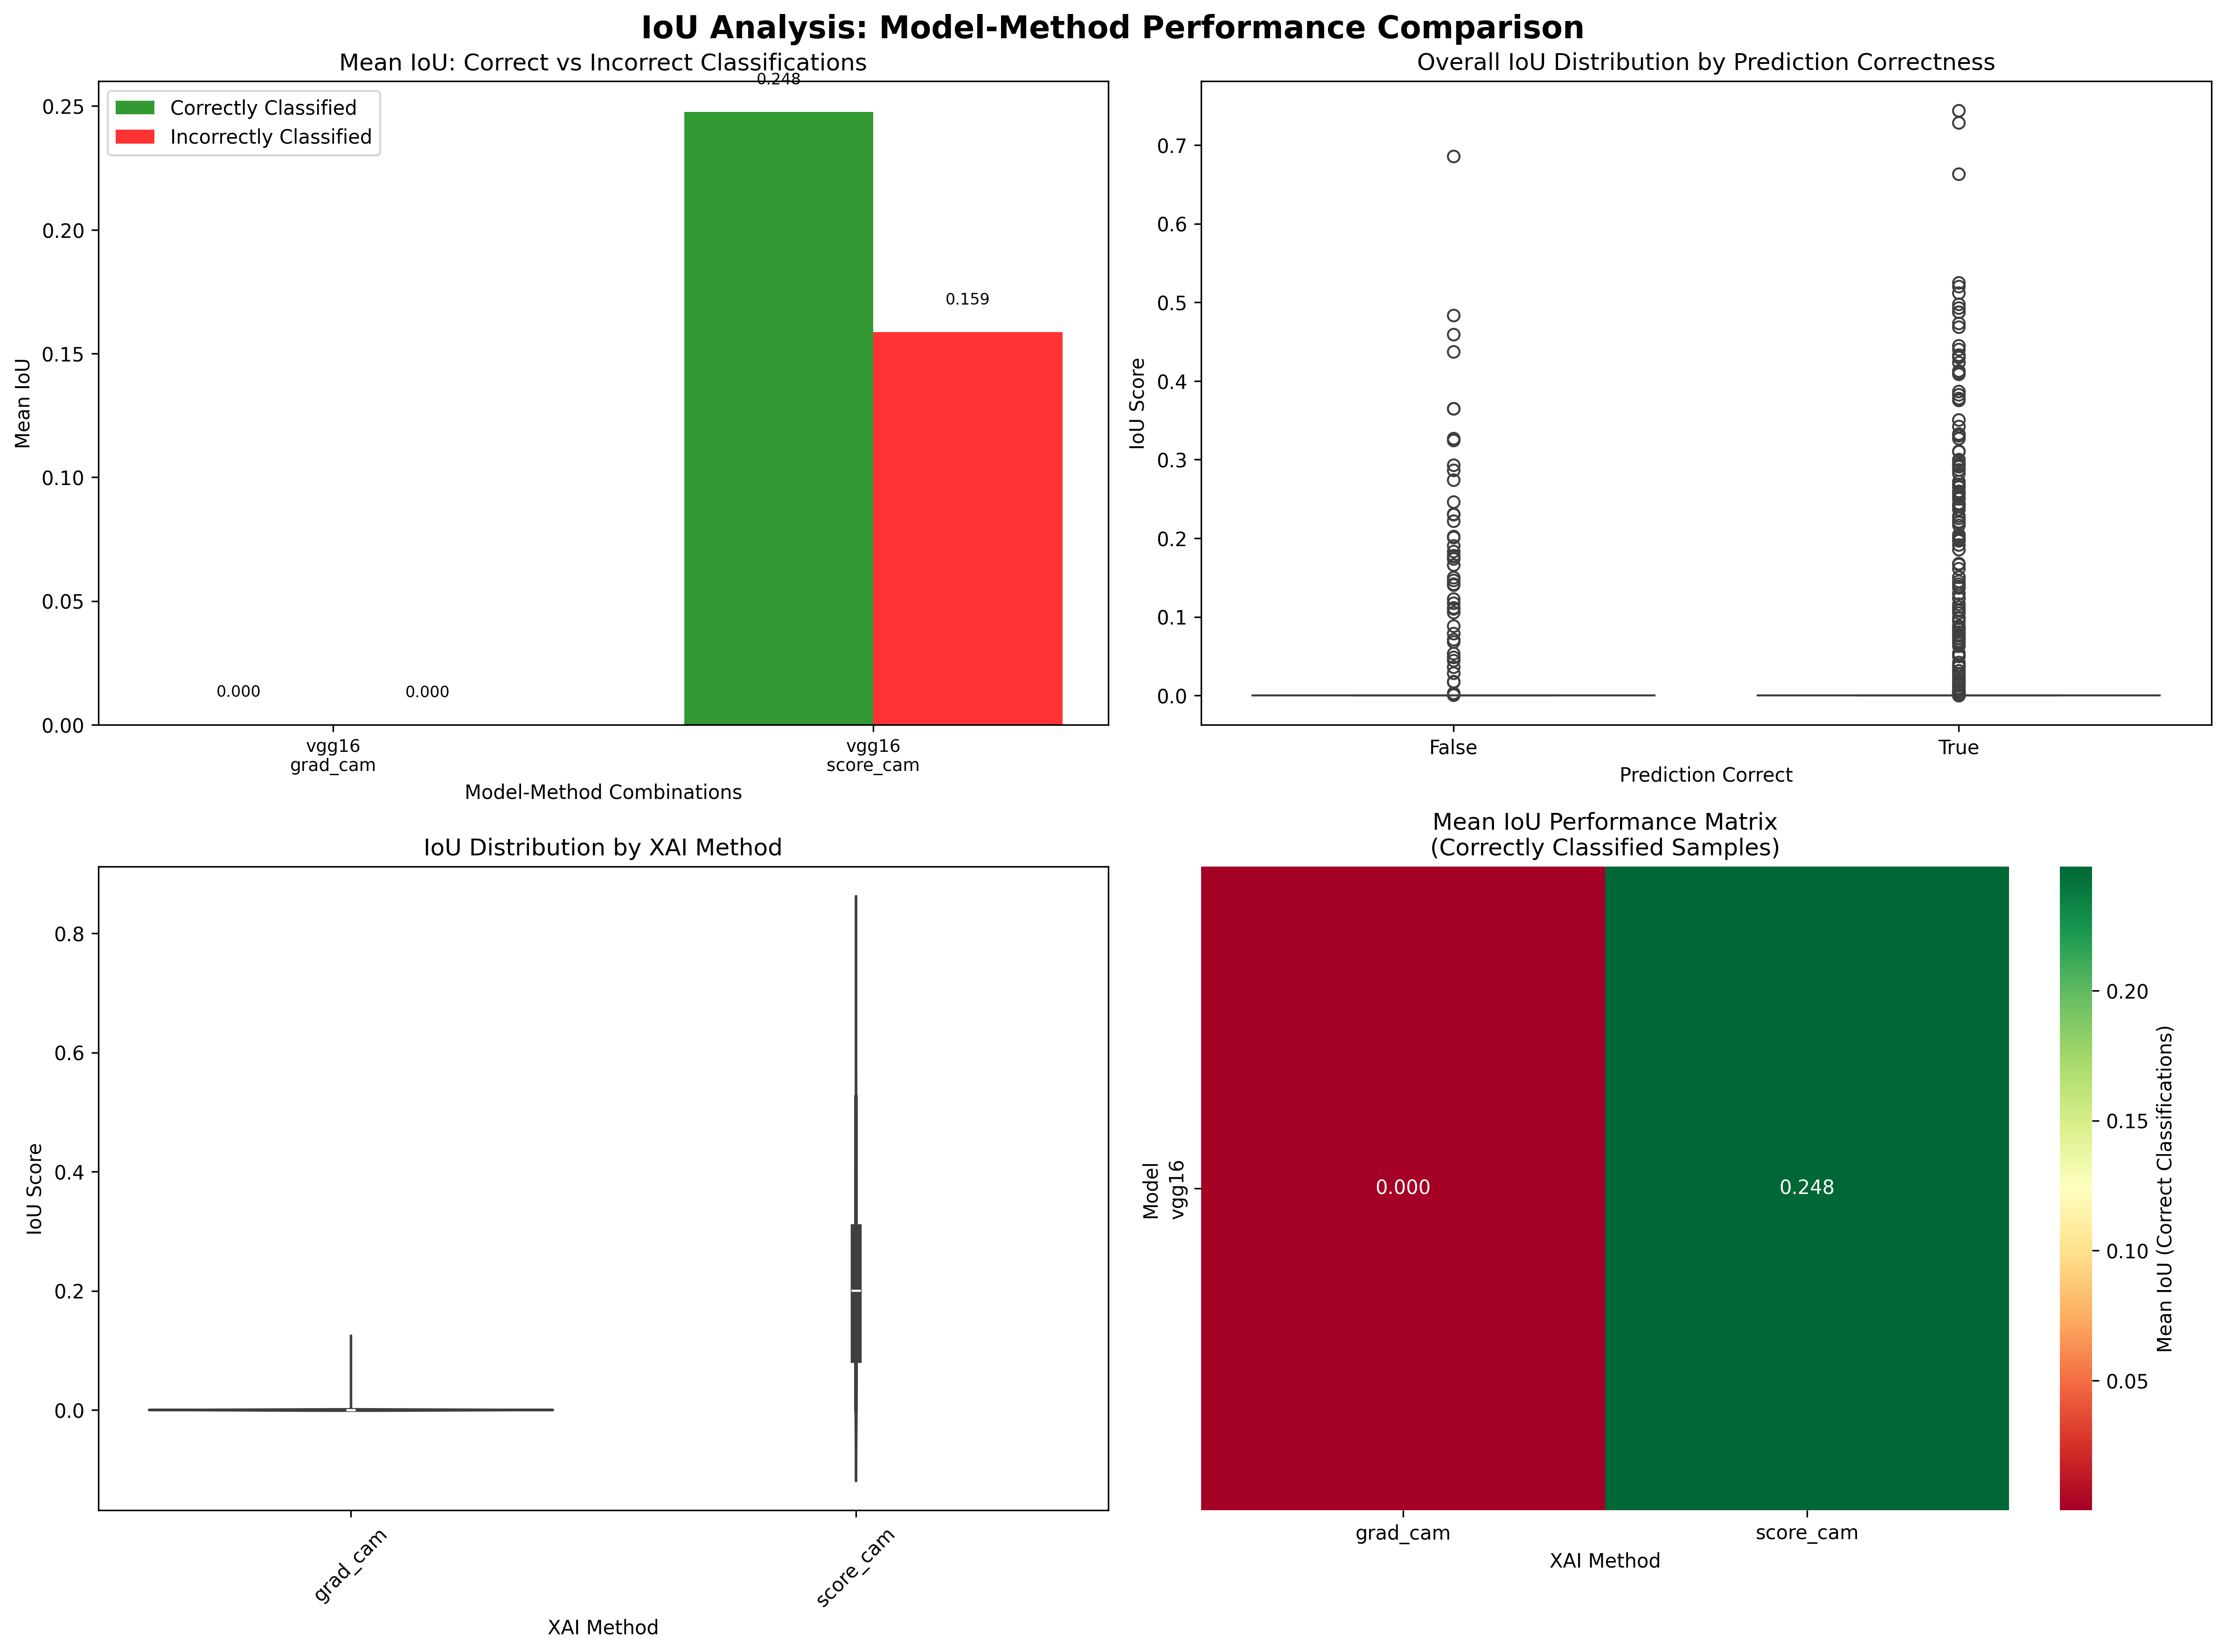 IoU Analysis: Model-Method Performance Comparison
Mean IoU: Correct vs Incorrect Classifications
0.248
Correctly Classified
Incorrectly Classified
0.25
0.20
0.15
0.10
0.05
0.00
Mean IoU
0.159
0.000
0.000
vgg16
grad_cam
vgg16
score_cam
Model-Method Combinations
Overall IoU Distribution by Prediction Correctness
0.7
0.6
0.5
0.4
0.3
0.2
0.1
0.0
IoU Score
False
True
Prediction Correct
IoU Distribution by XAI Method
0.8
0.6
0.4
0.2
0.0
IoU Score
grad_cam
score_cam
XAI Method
Mean IoU Performance Matrix
(Correctly Classified Samples)
Model
vgg16
0.000
0.248
grad_cam
score_cam
XAI Method
0.20
0.15
0.10
0.05
Mean IoU (Correct Classifications)